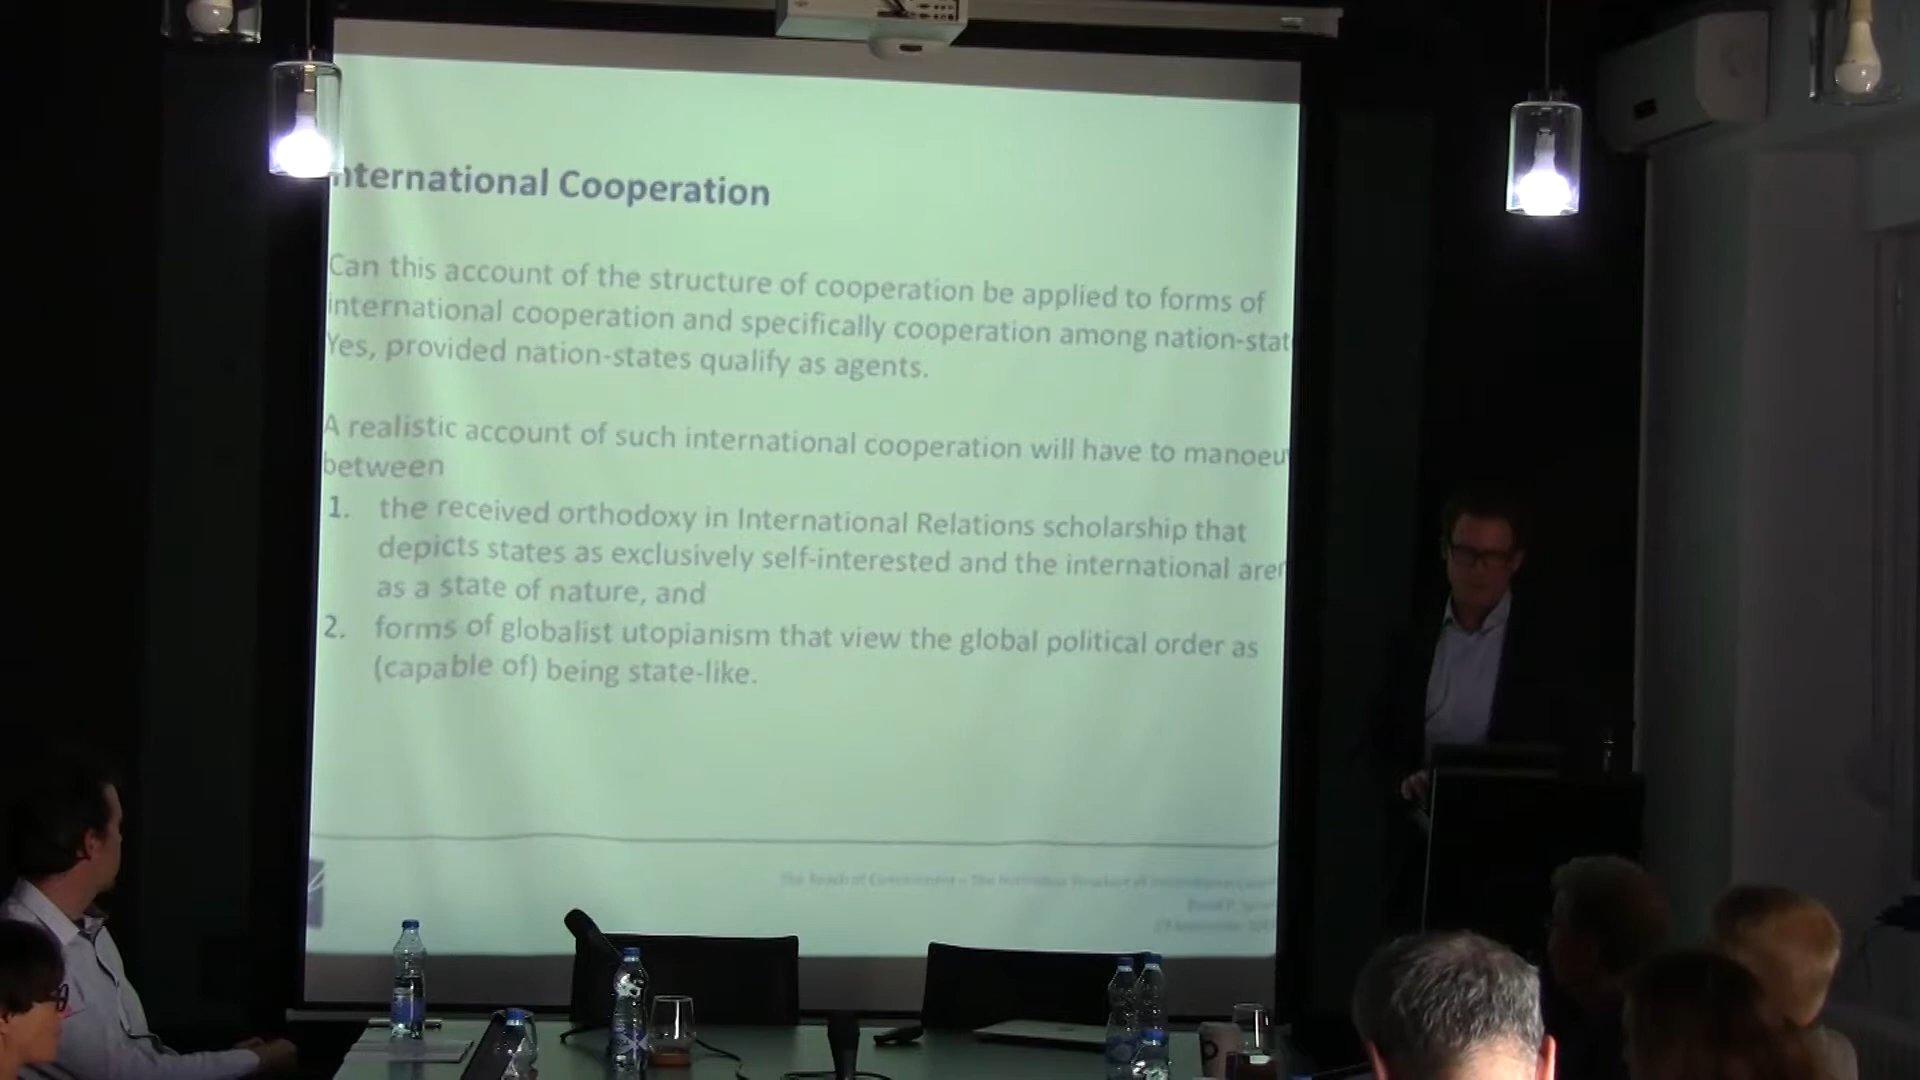 nternational Cooperation
Can this account of the structure of cooperation be applied to forms of
international cooperation and specifically cooperation among nation-stat
Yes, provided nation-states qualify as agents.
A realistic account of such international cooperation will have to manoeu
between
1. the received orthodoxy in International Relations scholarship that
depicts states as exclusively self-interested and the international aren
as a state of nature, and
2. forms of globalist utopianism that view the global political order as
(capable of) being state-like.